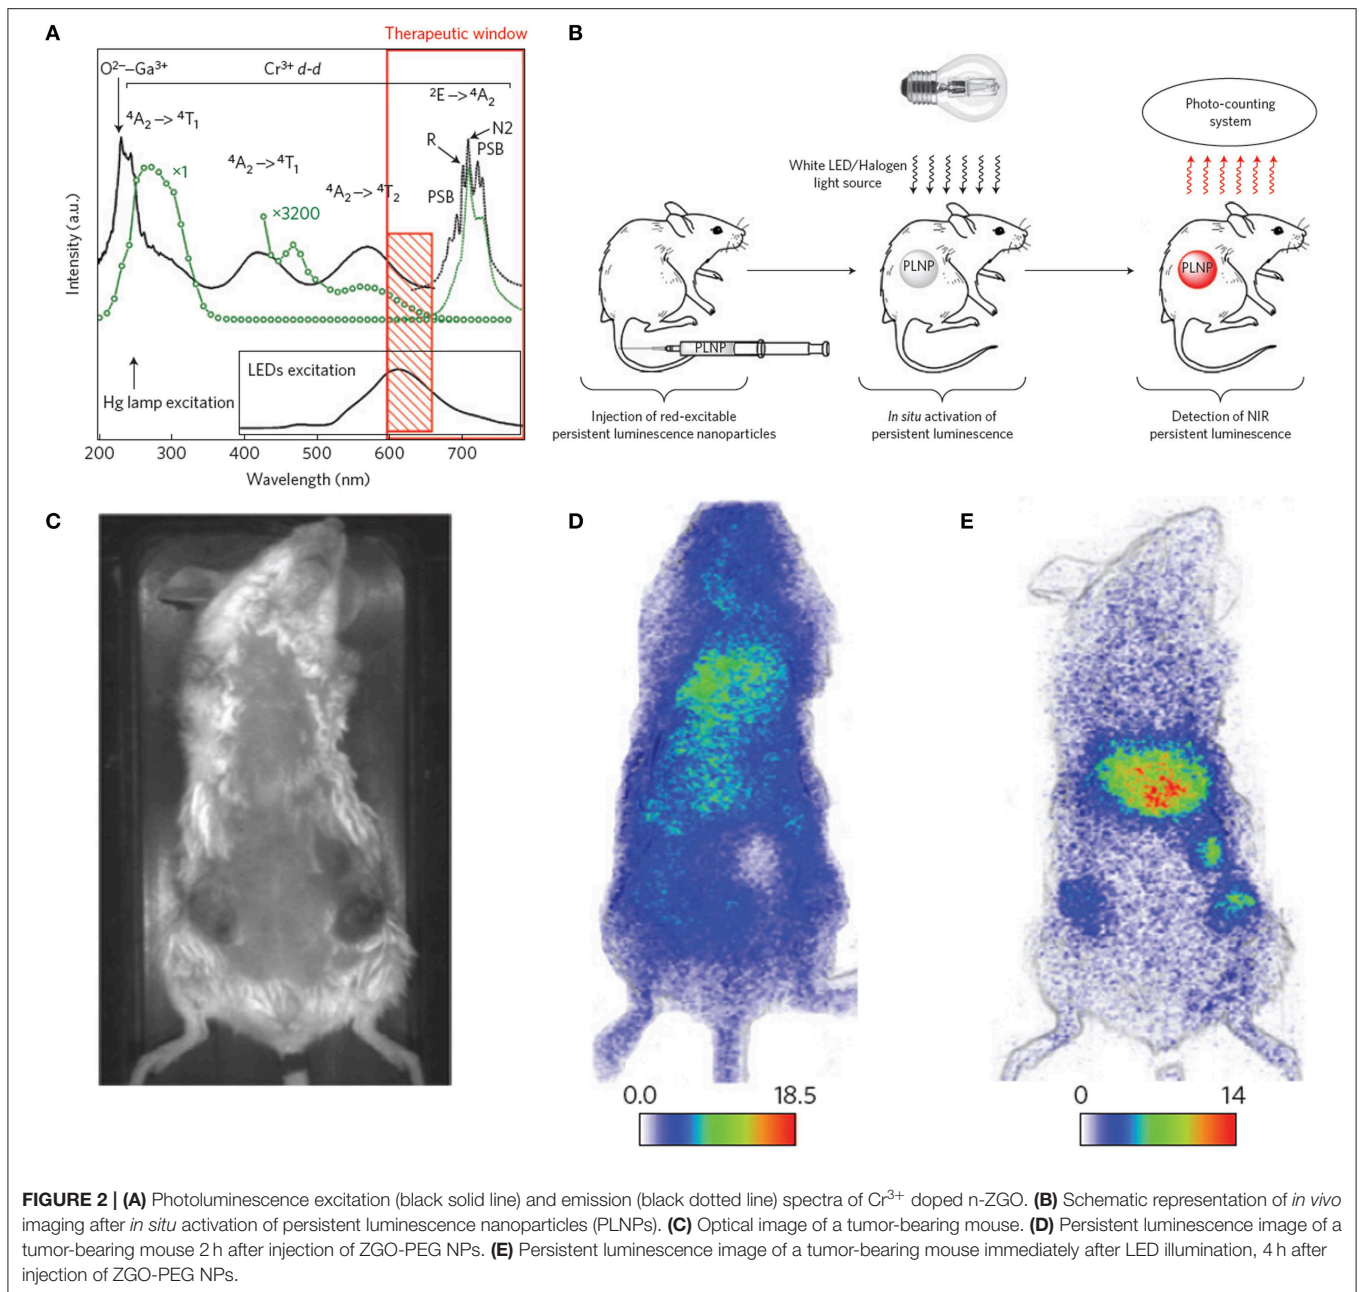 A
Therapeutic window
O²⁻–Ga³⁺
Cr³⁺ d-d
²E –> ⁴A₂
⁴A₂ –> ⁴T₁
N2
R
PSB
×1
⁴A₂ –> ⁴T₁
⁴A₂ –> ⁴T₂
PSB
×3200
Intensity (a.u.)
LEDs excitation
Hg lamp excitation
200 300 400 500 600 700
Wavelength (nm)
B
Photo-counting
system
White LED/Halogen
light source
PLNP
PLNP
PLNP
Injection of red-excitable
persistent luminescence nanoparticles
In situ activation of
persistent luminescence
Detection of NIR
persistent luminescence
C
D
E
0.0 18.5
0 14
FIGURE 2 | (A) Photoluminescence excitation (black solid line) and emission (black dotted line) spectra of Cr³⁺ doped n-ZGO. (B) Schematic representation of in vivo
imaging after in situ activation of persistent luminescence nanoparticles (PLNPs). (C) Optical image of a tumor-bearing mouse. (D) Persistent luminescence image of a
tumor-bearing mouse 2 h after injection of ZGO-PEG NPs. (E) Persistent luminescence image of a tumor-bearing mouse immediately after LED illumination, 4 h after
injection of ZGO-PEG NPs.